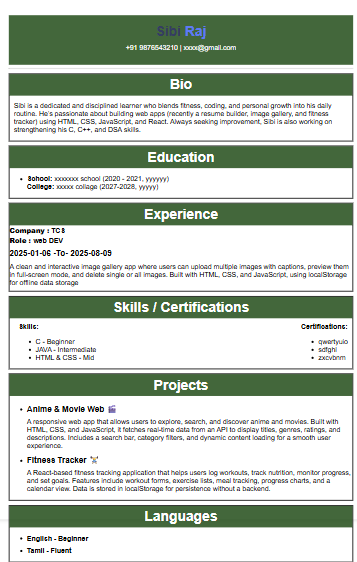 Sibi Raj
+91 9876543210 | xxxx@gmail.com
Bio
Sibi is a dedicated and disciplined learner who blends fitness, coding, and personal growth into his daily
routine. He's passionate about building web apps (recently a resume builder, image gallery, and fitness
tracker) using HTML, CSS, JavaScript, and React. Always seeking improvement, Sibi is also working on
strengthening his C, C++, and DSA skills.
Education
• School: xxxxxxx school (2020 - 2021, yyyyyy)
College: xxxxx collage (2027-2028, yyyyy)
Experience
Company : TCS
Role : web DEV
2025-01-06 -To- 2025-08-09
A clean and interactive image gallery app where users can upload multiple images with captions, preview them
in full-screen mode, and delete single or all images. Built with HTML, CSS, and JavaScript, using localStorage
for offline data storage
Skills / Certifications
Skills:
• C - Beginner
• JAVA - Intermediate
• HTML & CSS - Mid
Certifications:
• qwertyuio
• sdfghj
• zxcvbnm
Projects
• Anime & Movie Web 🎬
A responsive web app that allows users to explore, search, and discover anime and movies. Built with
HTML, CSS, and JavaScript, it fetches real-time data from an API to display titles, genres, ratings, and
descriptions. Includes a search bar, category filters, and dynamic content loading for a smooth user
experience.
• Fitness Tracker 🏋️
A React-based fitness tracking application that helps users log workouts, track nutrition, monitor progress,
and set goals. Features include workout forms, exercise lists, meal tracking, progress charts, and a
calendar view. Data is stored in localStorage for persistence without a backend.
Languages
• English - Beginner
• Tamil - Fluent